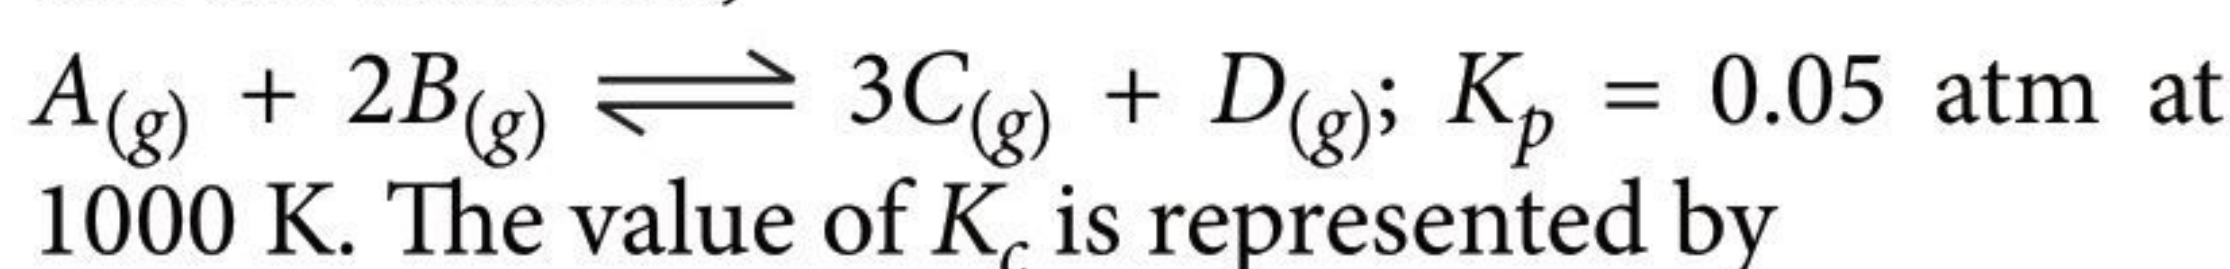 A(g) + 2B(g) ⇌ 3C(g) + D(g); Kp = 0.05 atm at
1000 K. The value of Kc is represented by